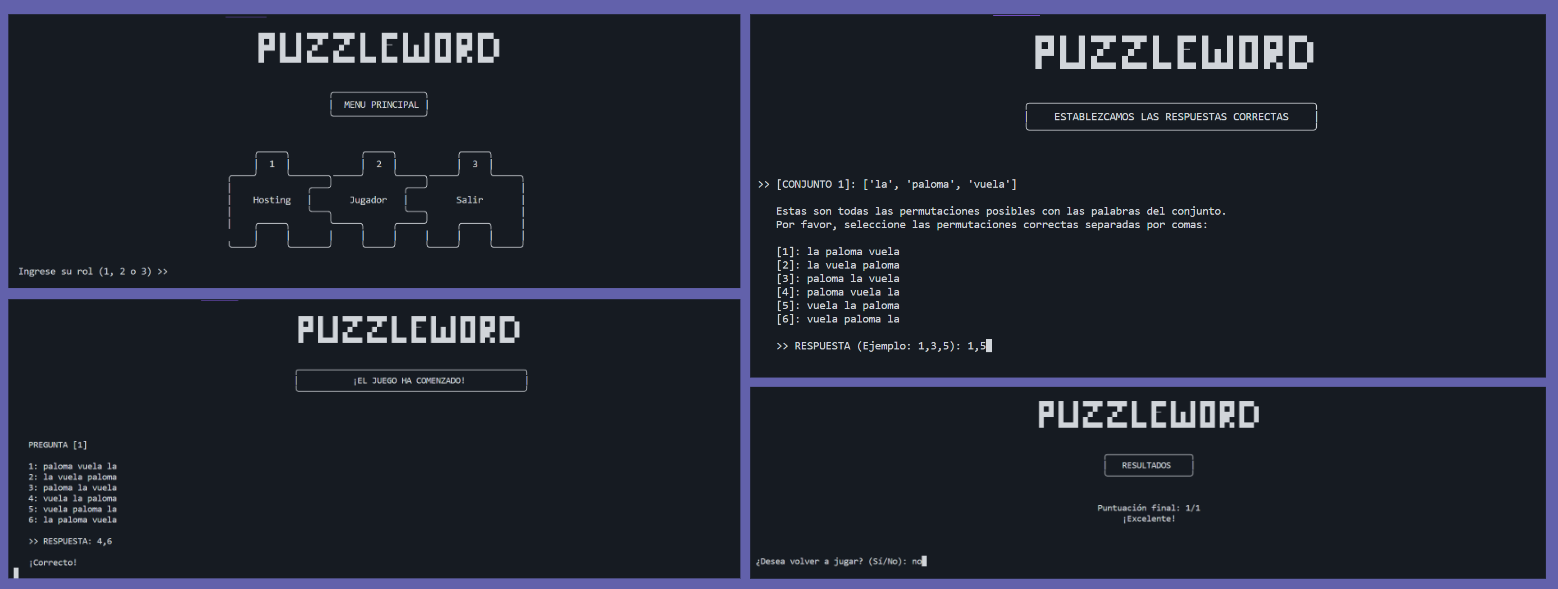 PUZZLEWORD
MENU PRINCIPAL
1 2 3
Hosting Jugador Salir
Ingrese su rol (1, 2 o 3) >>
PUZZLEWORD
ESTABLEZCAMOS LAS RESPUESTAS CORRECTAS
>> [CONJUNTO 1]: ['la', 'paloma', 'vuela']
Estas son todas las permutaciones posibles con las palabras del conjunto.
Por favor, seleccione las permutaciones correctas separadas por comas:
[1]: la paloma vuela
[2]: la vuela paloma
[3]: paloma la vuela
[4]: paloma vuela la
[5]: vuela la paloma
[6]: vuela paloma la
>> RESPUESTA (Ejemplo: 1,3,5): 1,5
PUZZLEWORD
¡EL JUEGO HA COMENZADO!
PREGUNTA [1]
1: paloma vuela la
2: la vuela paloma
3: paloma la vuela
4: vuela la paloma
5: vuela paloma la
6: la paloma vuela
>> RESPUESTA: 4,6
¡Correcto!
PUZZLEWORD
RESULTADOS
Puntuación final: 1/1
¡Excelente!
¿Desea volver a jugar? (Sí/No): no